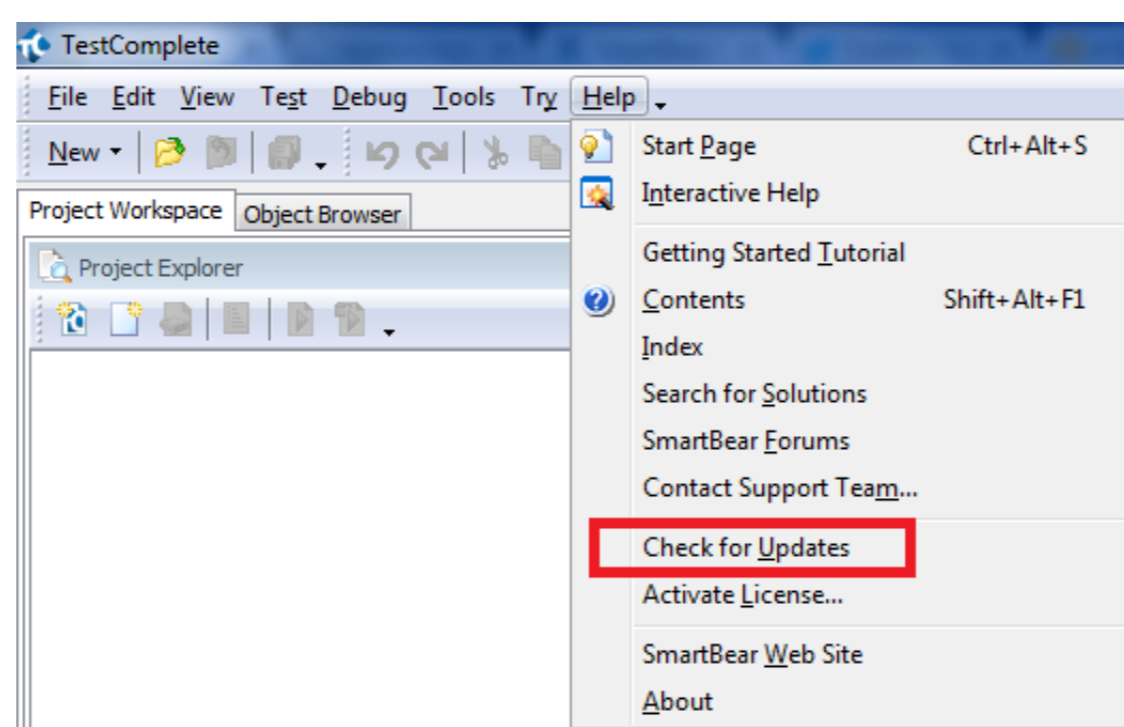 TestComplete
File Edit View Test Debug Tools Try Help
New
Project Workspace Object Browser
Project Explorer
Start Page Ctrl+Alt+S
Interactive Help
Getting Started Tutorial
Contents Shift+Alt+F1
Index
Search for Solutions
SmartBear Forums
Contact Support Team...
Check for Updates
Activate License...
SmartBear Web Site
About